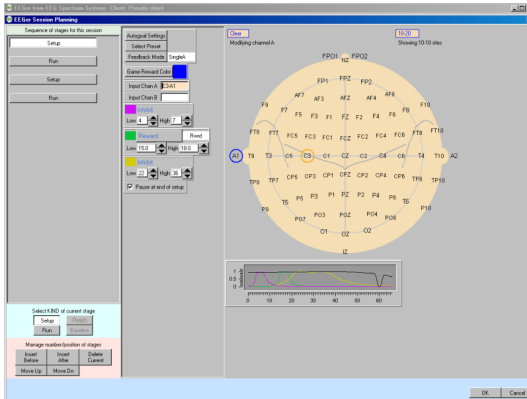 EEGer Gem EEG Spectrum Systems Client Pseudo client
EEGer Session Planning
Sequence of stages for this session
Setup
Run
Setup
Run
Select KIND of current stage
Setup
Periph
Run
Baseline
Manage number/position of stages
Insert Before
Insert After
Delete Current
Move Up
Move Dn
Autogoal Settings
Select Preset
Feedback Mode SingleA
Game Reward Color
Input Chan A C3-A1
Input Chan B
Inhibit
Low 4 High 7
Reward Rwrd
Low 15.0 High 18.0
Inhibit
Low 22 High 36
Pause at end of setup
Clear
Modifying channel A
10-20
Showing 10-10 sites
FPO1 NZ FPO2
FP1 FPZ FP2
AF7 AF3 AFZ AF4 AF8
F9 F7 F5 F3 F1 FZ F2 F4 F6 F8 F10
FT9 FT7 FC5 FC3 FC1 FCZ FC2 FC4 FC6 FT8 FT10
A1 T9 T3 C5 C3 C1 CZ C2 C4 C6 T4 T10 A2
TP9 TP7 CP5 CP3 CP1 CPZ CP2 CP4 CP6 TP8 TP10
P9 T5 P5 P3 P1 PZ P2 P4 P6 T6 P10
PO7 PO3 POZ PO4 PO8
O1 OZ O2
IZ
1
0.5
0
0 10 20 30 40 50 60
OK Cancel